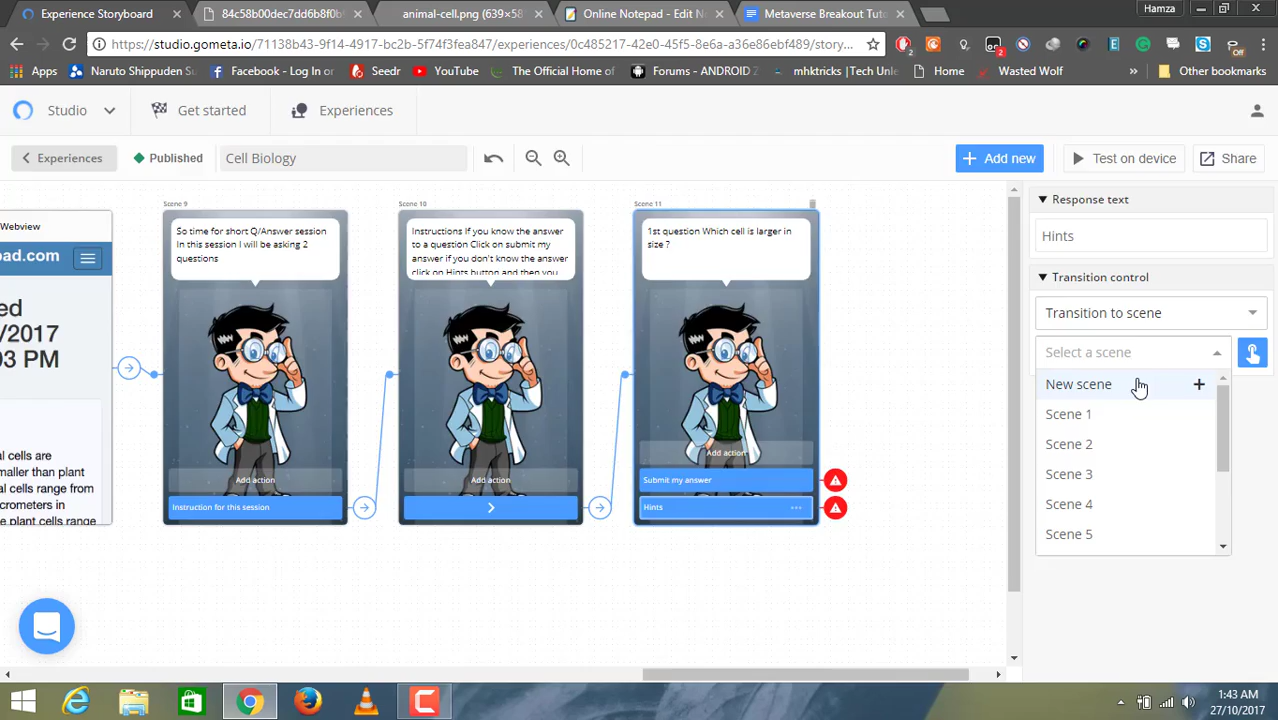 Experience Storyboard
84c58b00dec7dd6b8f0b
animal-cell.png (639×58
Online Notepad - Edit N
Metaverse Breakout Tuto
Hamza
https://studio.gometa.io/71138b43-9f14-4917-bc2b-5f74f3fea847/experiences/0c485217-42e0-45f5-8e6a-a36e86ebf489/story...
2
2
Off
Apps
Naruto Shippuden Su
Facebook - Log In or
Seedr
YouTube
The Official Home of
Forums - ANDROID Z
mhktricks | Tech Unle
Home
Wasted Wolf
»
Other bookmarks
Studio
Get started
Experiences
Experiences
Published
Cell Biology
Add new
Test on device
Share
Webview
oad.com
ed
/2017
03 PM
al cells are
maller than plant
al cells range from
crometers in
e plant cells range
Scene 9
So time for short Q/Answer session
In this session I will be asking 2
questions
Add action
Instruction for this session
Scene 10
Instructions If you know the answer
to a question Click on submit my
answer if you don't know the answer
click on Hints button and then you
Add action
Scene 11
1st question Which cell is larger in
size ?
Add action
Submit my answer
Hints
Response text
Hints
Transition control
Transition to scene
Select a scene
New scene +
Scene 1
Scene 2
Scene 3
Scene 4
Scene 5
1:43 AM
27/10/2017